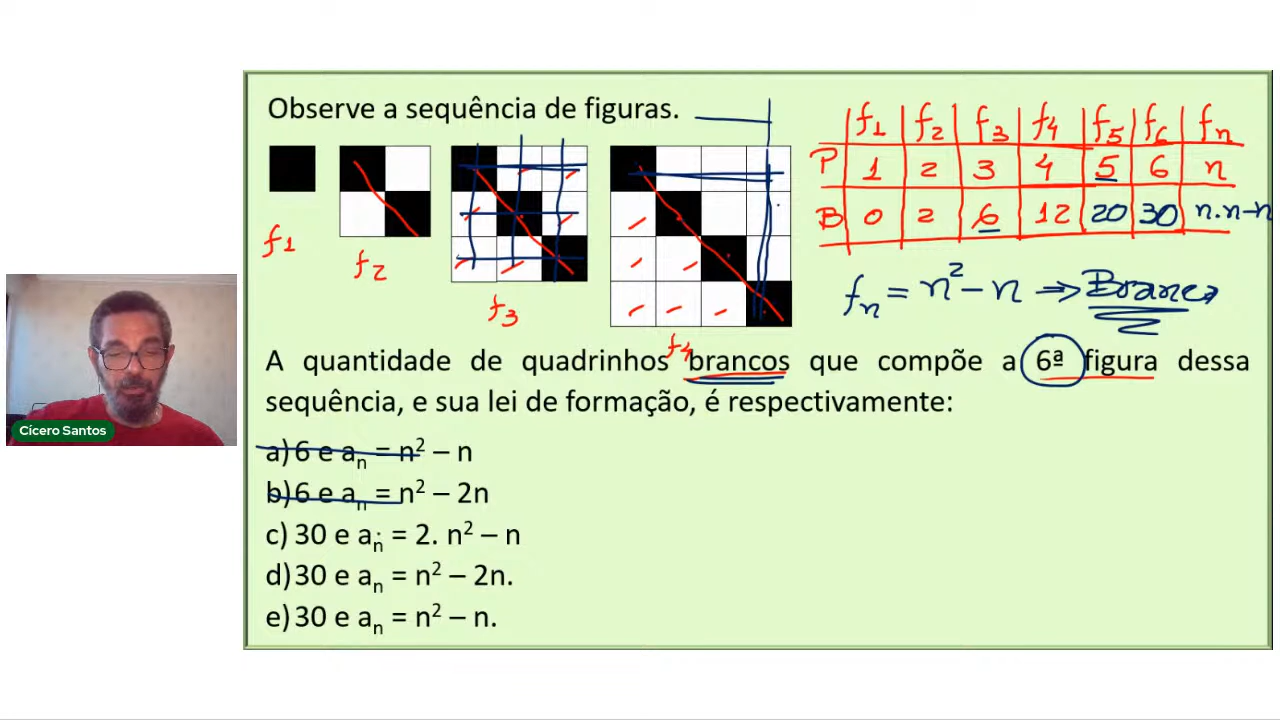 Observe a sequência de figuras.
f1 f2 f3 f4 f5 f6 fn
P 1 2 3 4 5 6 n
B 0 2 6 12 20 30 n.n-n
f1
f2
f3
f4
fn = n² - n ⇒ Branco
A quantidade de quadrinhos brancos que compõe a 6ª figura dessa
sequência, e sua lei de formação, é respectivamente:
Cícero Santos
a) 6 e an = n² – n
b) 6 e an = n² – 2n
c) 30 e an = 2. n² – n
d) 30 e an = n² – 2n.
e) 30 e an = n² – n.